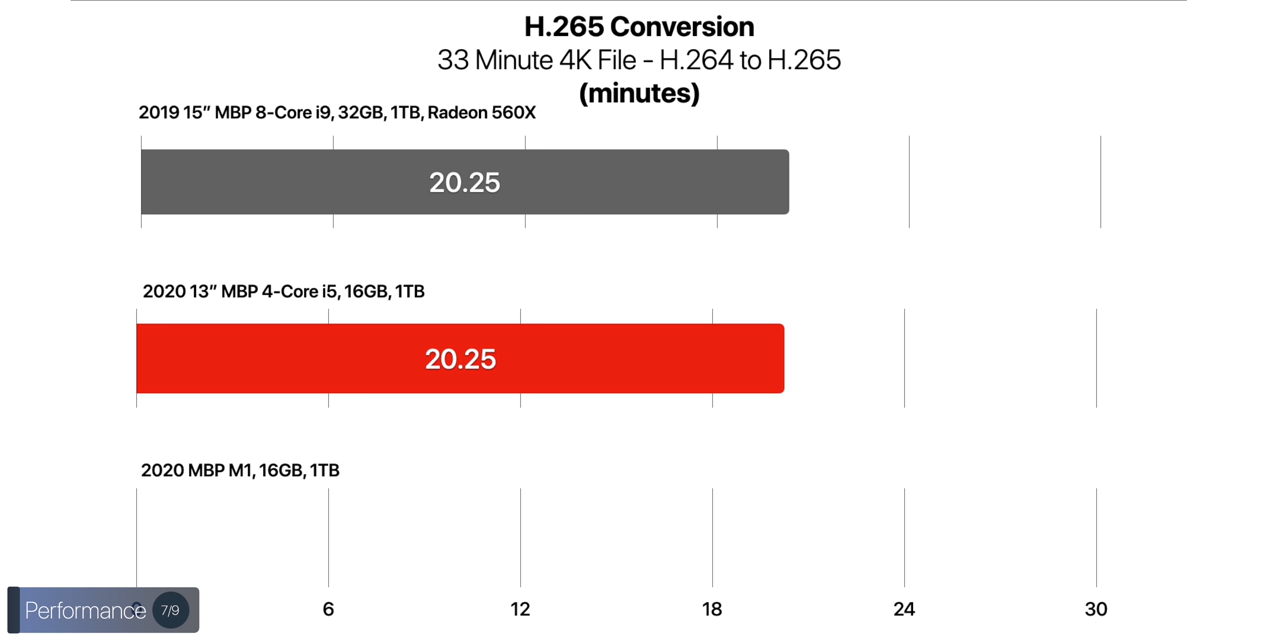 H.265 Conversion
33 Minute 4K File - H.264 to H.265
(minutes)
2019 15” MBP 8-Core i9, 32GB, 1TB, Radeon 560X
20.25
2020 13” MBP 4-Core i5, 16GB, 1TB
20.25
2020 MBP M1, 16GB, 1TB
0 6 12 18 24 30
Performance 7/9